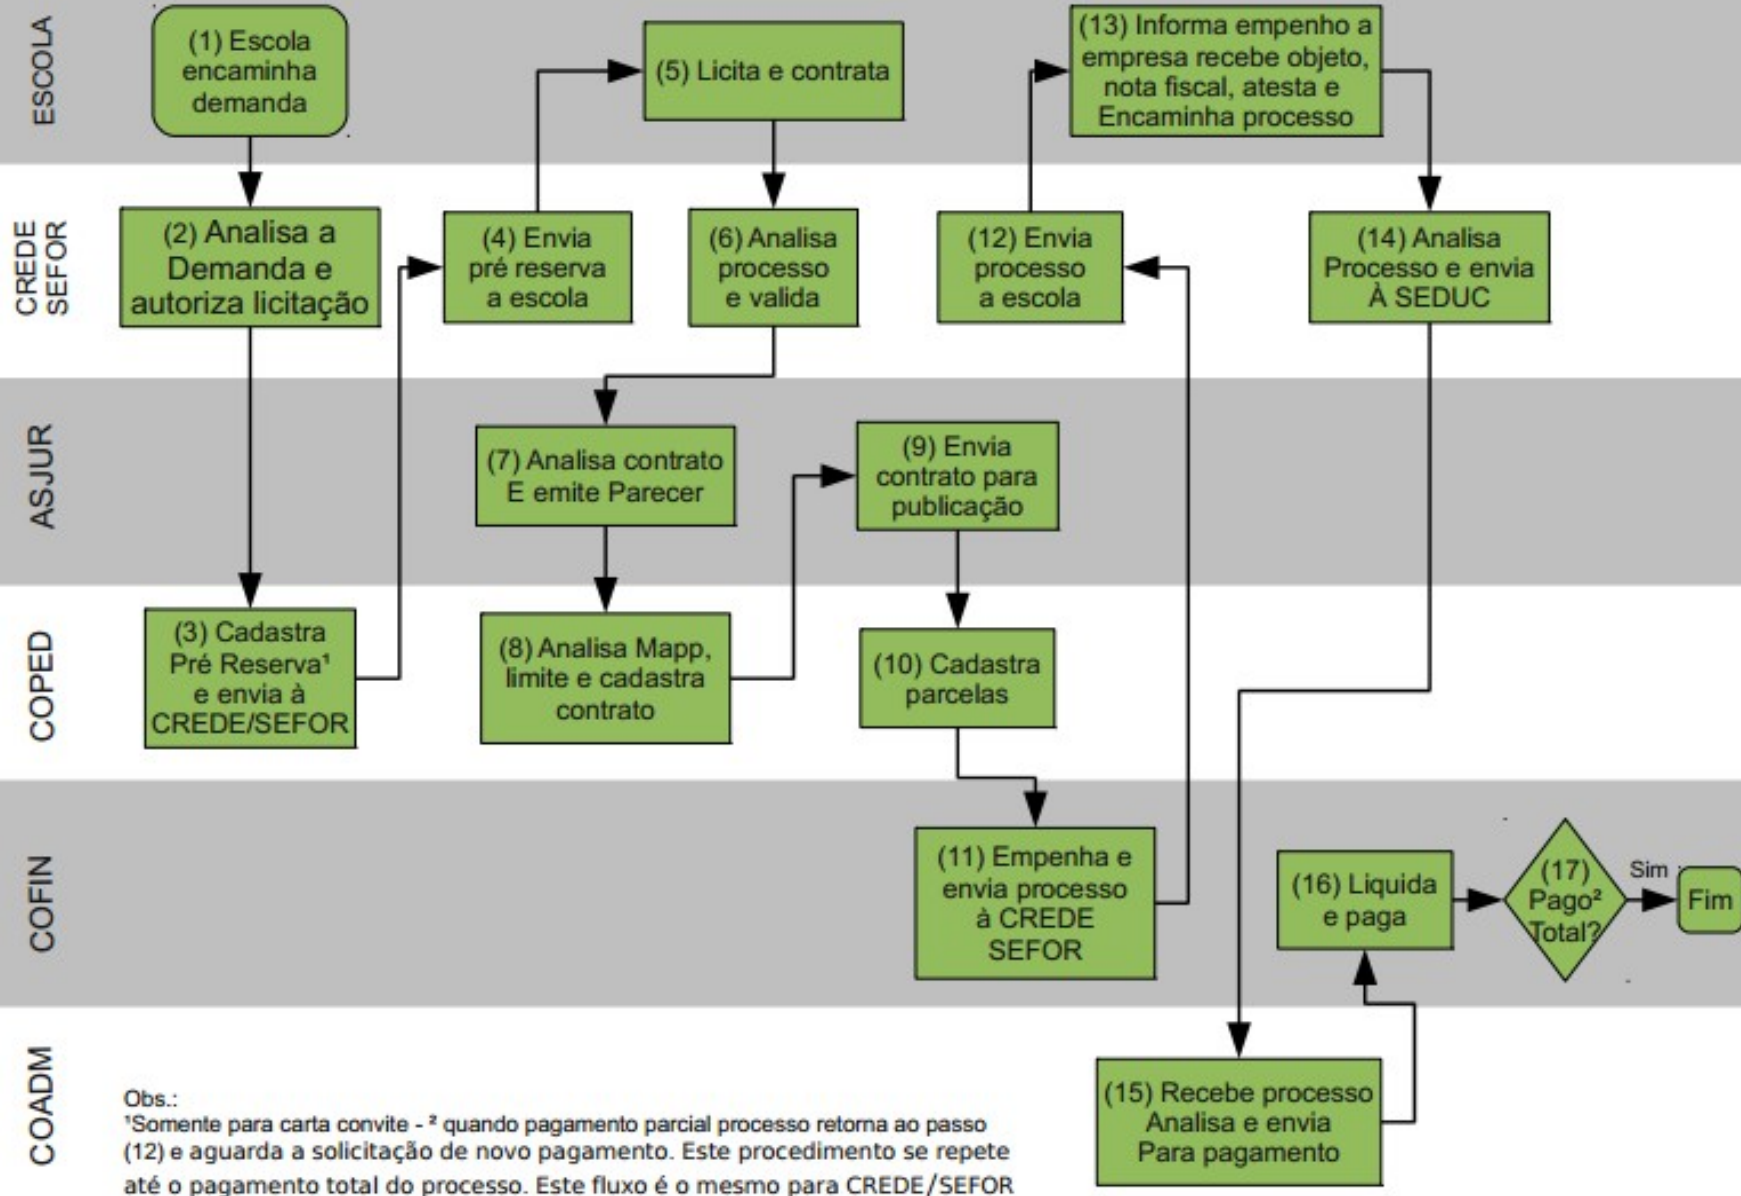 ESCOLA
(1) Escola
encaminha
demanda
(5) Licita e contrata
(13) Informa empenho a
empresa recebe objeto,
nota fiscal, atesta e
Encaminha processo
CREDE
SEFOR
(2) Analisa a
Demanda e
autoriza licitação
(4) Envia
pré reserva
a escola
(6) Analisa
processo
e valida
(12) Envia
processo
a escola
(14) Analisa
Processo e envia
À SEDUC
ASJUR
(7) Analisa contrato
E emite Parecer
(9) Envia
contrato para
publicação
COPED
(3) Cadastra
Pré Reserva¹
e envia à
CREDE/SEFOR
(8) Analisa Mapp,
limite e cadastra
contrato
(10) Cadastra
parcelas
COFIN
(11) Empenha e
envia processo
à CREDE
SEFOR
(16) Liquida
e paga
(17)
Pago²
Total?
Sim
Fim
COADM
(15) Recebe processo
Analisa e envia
Para pagamento
Obs.:
¹Somente para carta convite - ² quando pagamento parcial processo retorna ao passo
(12) e aguarda a solicitação de novo pagamento. Este procedimento se repete
até o pagamento total do processo. Este fluxo é o mesmo para CREDE/SEFOR